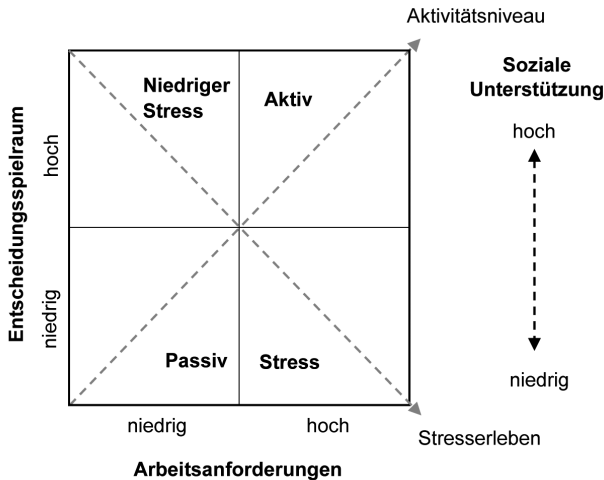 Aktivitätsniveau
Soziale
Unterstützung
Niedriger
Stress
Aktiv
hoch
hoch
Entscheidungsspielraum
niedrig
Passiv
Stress
niedrig
niedrig
hoch
Stresserleben
Arbeitsanforderungen